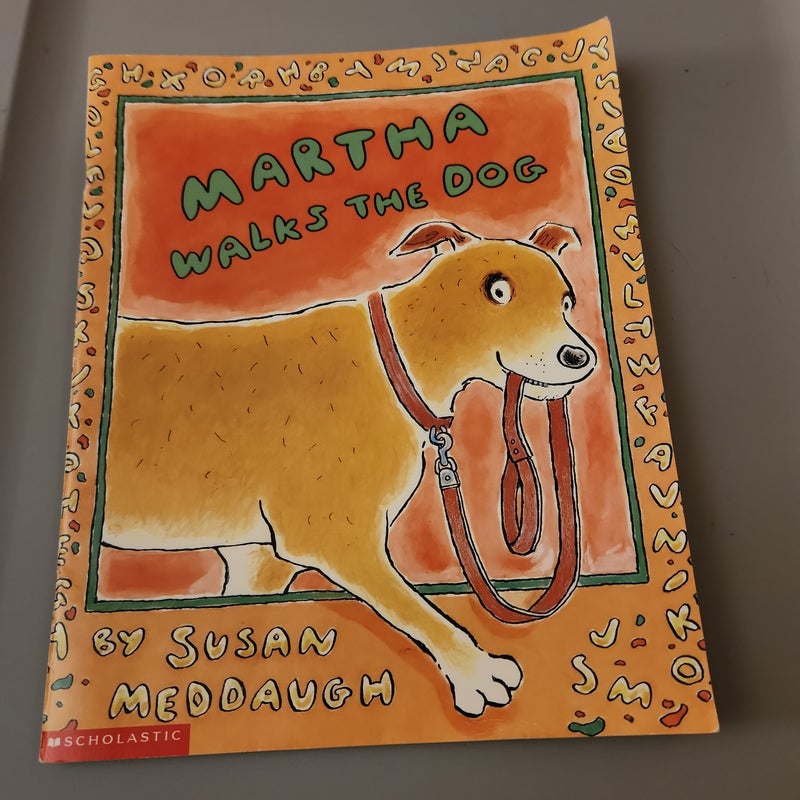 MARTHA
WALKS THE DOG
BY SUSAN
MEDDAUGH
SCHOLASTIC